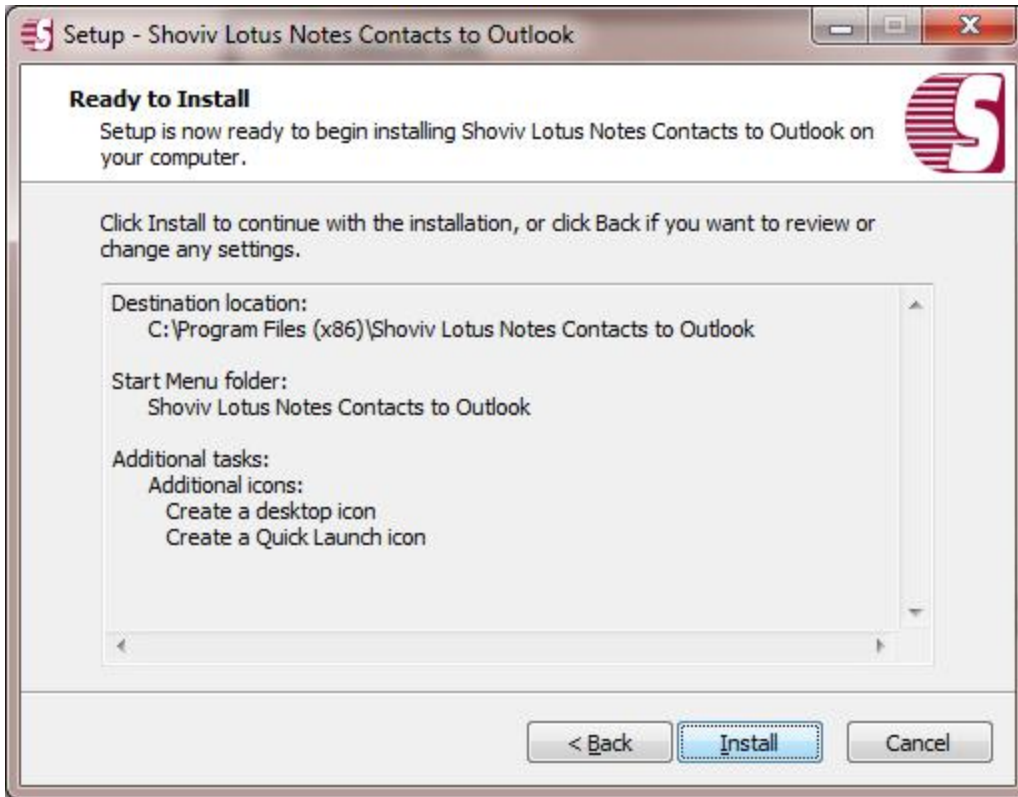 Setup - Shoviv Lotus Notes Contacts to Outlook
Ready to Install
Setup is now ready to begin installing Shoviv Lotus Notes Contacts to Outlook on
your computer.
Click Install to continue with the installation, or click Back if you want to review or
change any settings.
Destination location:
C:\Program Files (x86)\Shoviv Lotus Notes Contacts to Outlook
Start Menu folder:
Shoviv Lotus Notes Contacts to Outlook
Additional tasks:
Additional icons:
Create a desktop icon
Create a Quick Launch icon
< Back
Install
Cancel